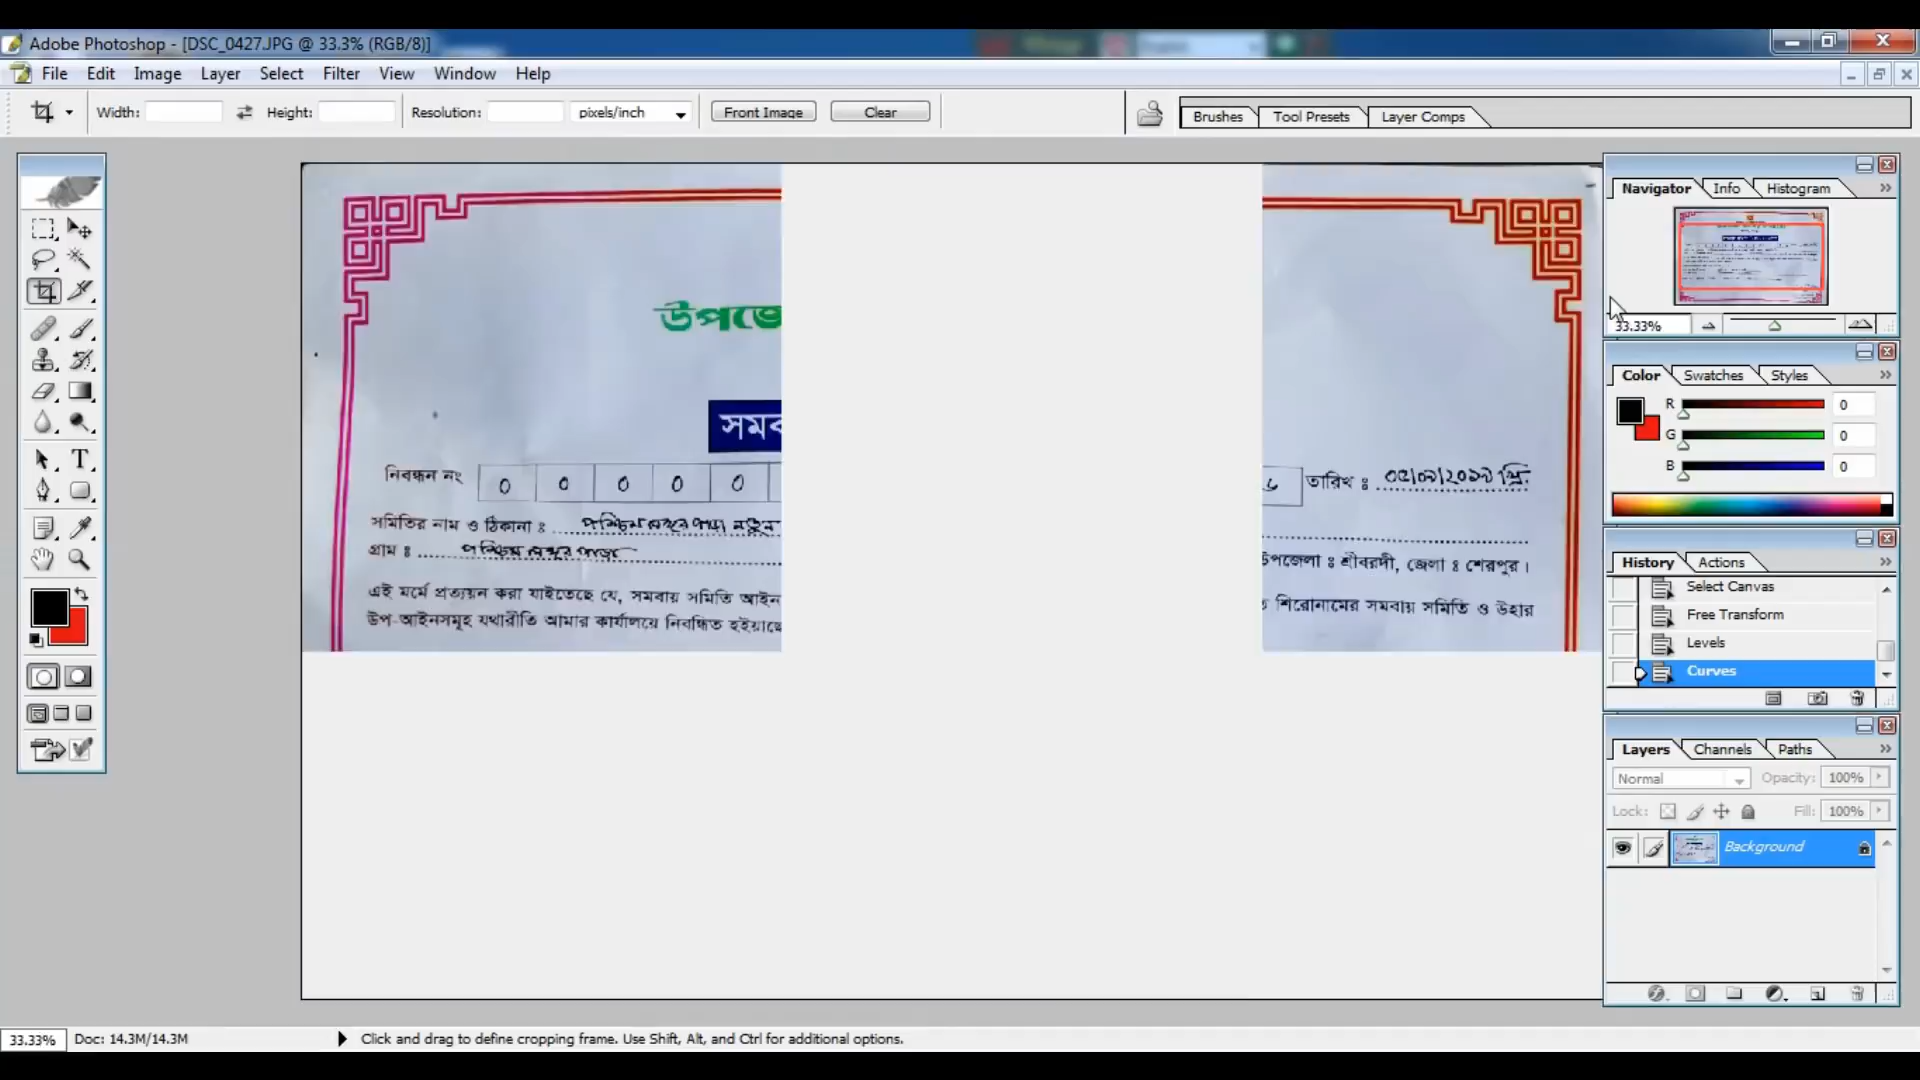 Adobe Photoshop - [DSC_0427.JPG @ 33.3% (RGB/8)]
File Edit Image Layer Select Filter View Window Help
Width: Height: Resolution: pixels/inch Front Image Clear Brushes Tool Presets Layer Comps
Navigator Info Histogram
33.33%
Color Swatches Styles
R 0
G 0
B 0
History Actions
Select Canvas
Free Transform
Levels
Curves
Layers Channels Paths
Normal Opacity: 100%
Lock: Fill: 100%
Background
উপজে
সমব
নিবন্ধন নং 0 0 0 0 0 ৬ তারিখ ঃ
সমিতির নাম ও ঠিকানা ঃ পশ্চিম
গ্রাম ঃ পশ্চিম উপজেলা ঃ শ্রীবরদী, জেলা ঃ শেরপুর।
এই মর্মে প্রত্যয়ন করা যাইতেছে যে, সমবায় সমিতি আইন ত শিরোনামের সমবায় সমিতি ও উহার
উপ-আইনসমূহ যথারীতি আমার কার্যালয়ে নিবন্ধিত হইয়াছে
33.33% Doc: 14.3M/14.3M Click and drag to define cropping frame. Use Shift, Alt, and Ctrl for additional options.